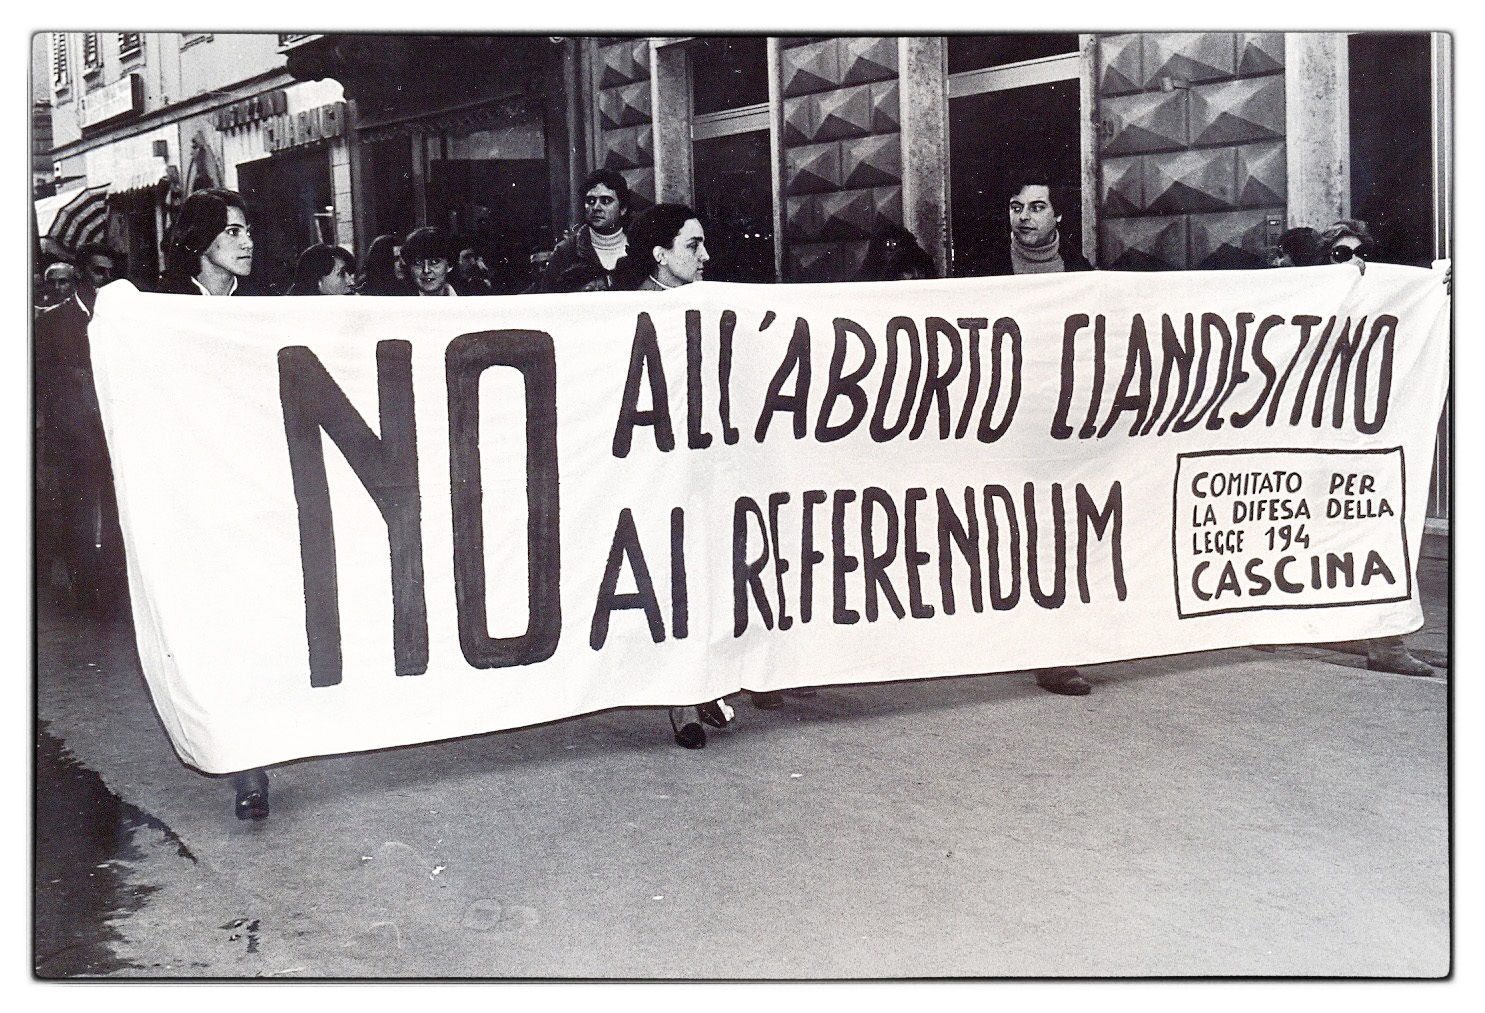 NO
ALL'ABORTO CLANDESTINO
AI REFERENDUM
COMITATO PER
LA DIFESA DELLA
LEGGE 194
CASCINA